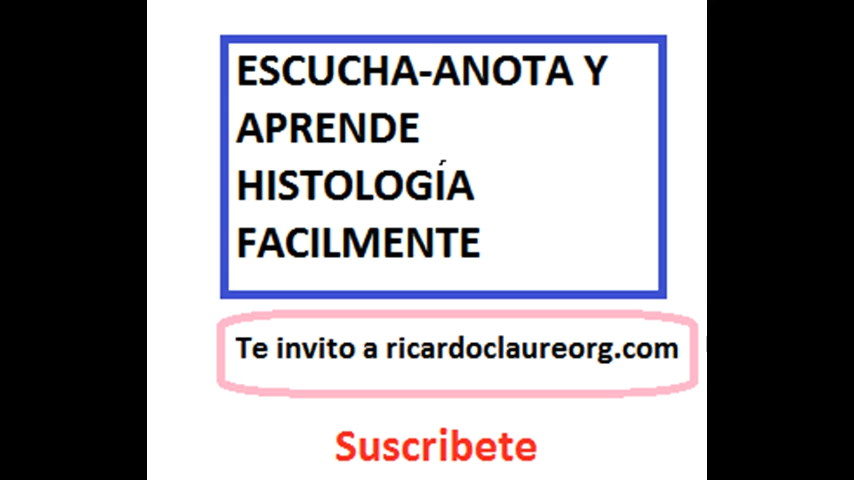 ESCUCHA-ANOTA Y
APRENDE
HISTOLOGÍA
FACILMENTE
Te invito a ricardoclaureorg.com
Suscribete